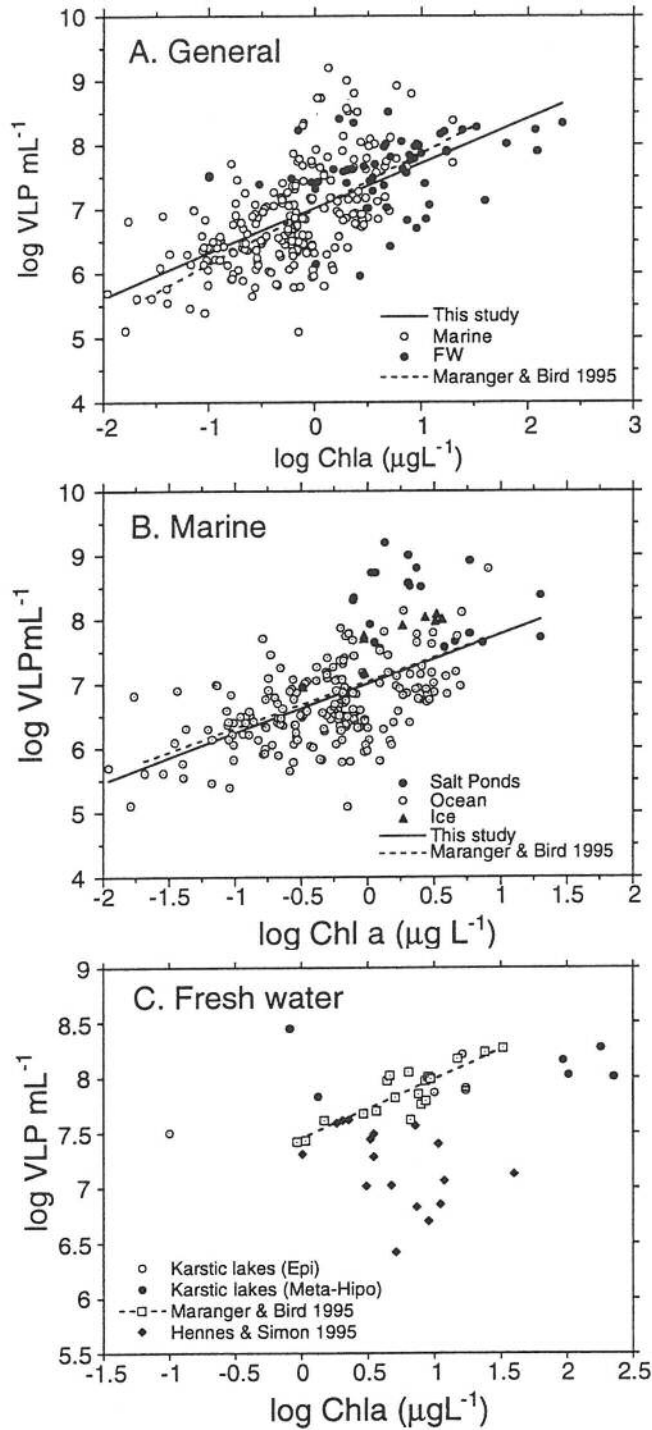 10
A. General
9
8
7
6
5
4
log VLP mL-1
This study
Marine
FW
Maranger & Bird 1995
-2 -1 0 1 2 3
log Chla (µgL-1)
10
B. Marine
9
8
7
6
5
4
log VLPmL-1
Salt Ponds
Ocean
Ice
This study
Maranger & Bird 1995
-2 -1.5 -1 -0.5 0 0.5 1 1.5 2
log Chl a (µg L-1)
9
C. Fresh water
8.5
8
7.5
7
6.5
6
5.5
log VLP mL-1
Karstic lakes (Epi)
Karstic lakes (Meta-Hipo)
Maranger & Bird 1995
Hennes & Simon 1995
-1.5 -1 -0.5 0 0.5 1 1.5 2 2.5
log Chla (µgL-1)